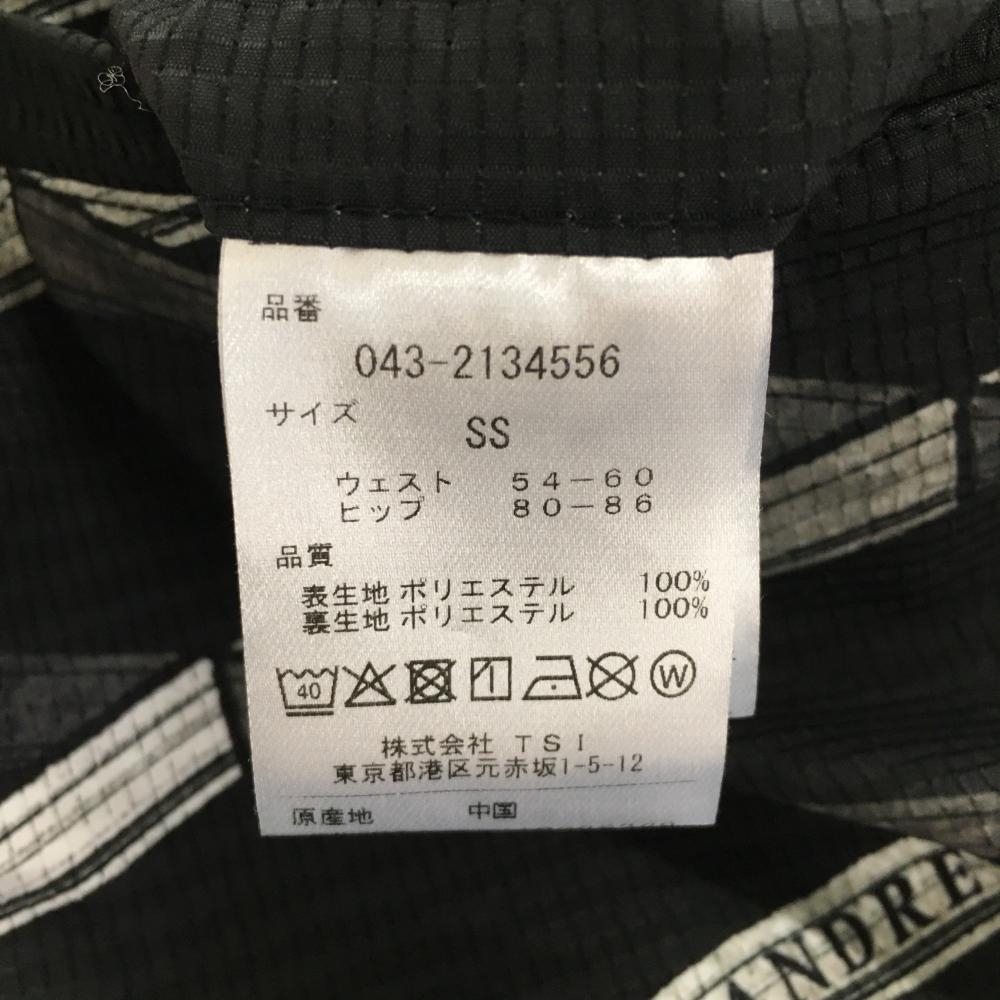 品番
043-2134556
サイズ
SS
ウェスト 54-60
ヒップ 80-86
品質
表生地 ポリエステル 100%
裏生地 ポリエステル 100%
40
W
株式会社 TSI
東京都港区元赤坂1-5-12
原産地 中国
ANDRE